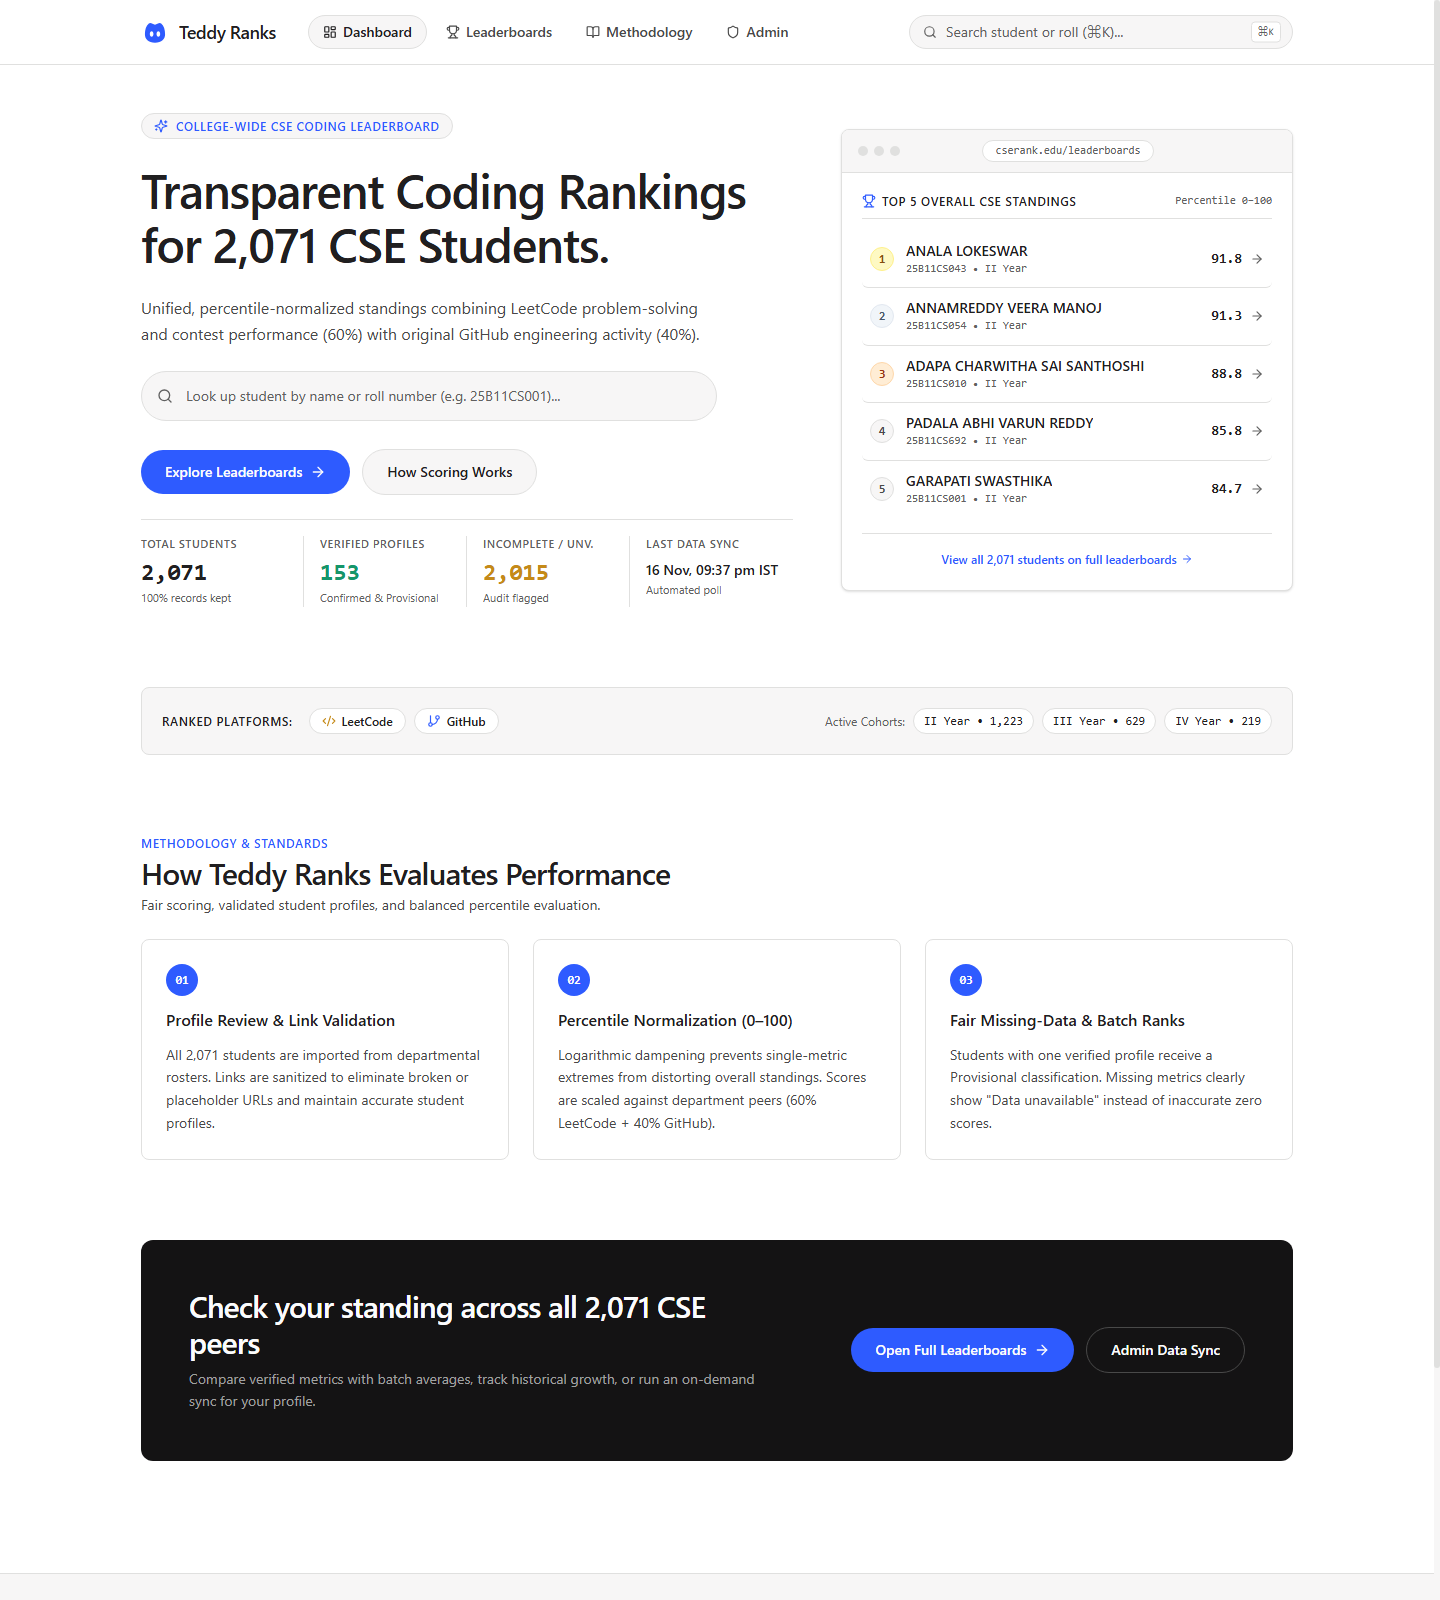 Teddy Ranks
Dashboard
Leaderboards
Methodology
Admin
Search student or roll (⌘K)...
⌘K
COLLEGE-WIDE CSE CODING LEADERBOARD
Transparent Coding Rankings
for 2,071 CSE Students.
Unified, percentile-normalized standings combining LeetCode problem-solving
and contest performance (60%) with original GitHub engineering activity (40%).
Look up student by name or roll number (e.g. 25B11CS001)...
Explore Leaderboards →
How Scoring Works
TOTAL STUDENTS
2,071
100% records kept
VERIFIED PROFILES
153
Confirmed & Provisional
INCOMPLETE / UNV.
2,015
Audit flagged
LAST DATA SYNC
16 Nov, 09:37 pm IST
Automated poll
cserank.edu/leaderboards
TOP 5 OVERALL CSE STANDINGS
Percentile 0-100
1
ANALA LOKESWAR
25B11CS043 • II Year
91.8 →
2
ANNAMREDDY VEERA MANOJ
25B11CS054 • II Year
91.3 →
3
ADAPA CHARWITHA SAI SANTHOSHI
25B11CS010 • II Year
88.8 →
4
PADALA ABHI VARUN REDDY
25B11CS692 • II Year
85.8 →
5
GARAPATI SWASTHIKA
25B11CS001 • II Year
84.7 →
View all 2,071 students on full leaderboards →
RANKED PLATFORMS:
LeetCode
GitHub
Active Cohorts:
II Year • 1,223
III Year • 629
IV Year • 219
METHODOLOGY & STANDARDS
How Teddy Ranks Evaluates Performance
Fair scoring, validated student profiles, and balanced percentile evaluation.
01
Profile Review & Link Validation
All 2,071 students are imported from departmental
rosters. Links are sanitized to eliminate broken or
placeholder URLs and maintain accurate student
profiles.
02
Percentile Normalization (0–100)
Logarithmic dampening prevents single-metric
extremes from distorting overall standings. Scores
are scaled against department peers (60%
LeetCode + 40% GitHub).
03
Fair Missing-Data & Batch Ranks
Students with one verified profile receive a
Provisional classification. Missing metrics clearly
show "Data unavailable" instead of inaccurate zero
scores.
Check your standing across all 2,071 CSE
peers
Compare verified metrics with batch averages, track historical growth, or run an on-demand
sync for your profile.
Open Full Leaderboards →
Admin Data Sync